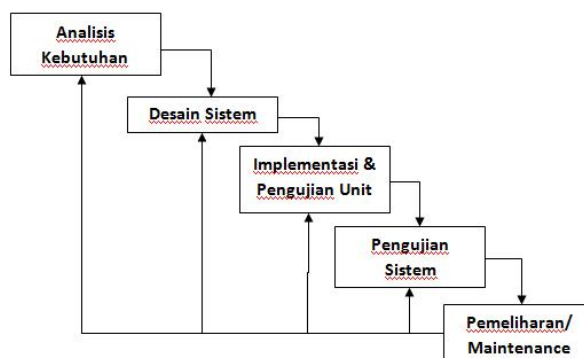 Analisis
Kebutuhan
Desain Sistem
Implementasi &
Pengujian Unit
Pengujian
Sistem
Pemeliharan/
Maintenance